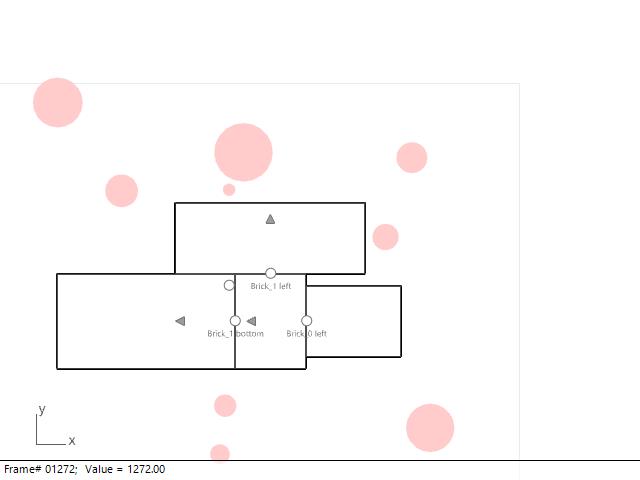 Brick_1 left
Brick_1 bottom
Brick_0 left
y
x
Frame# 01272; Value = 1272.00